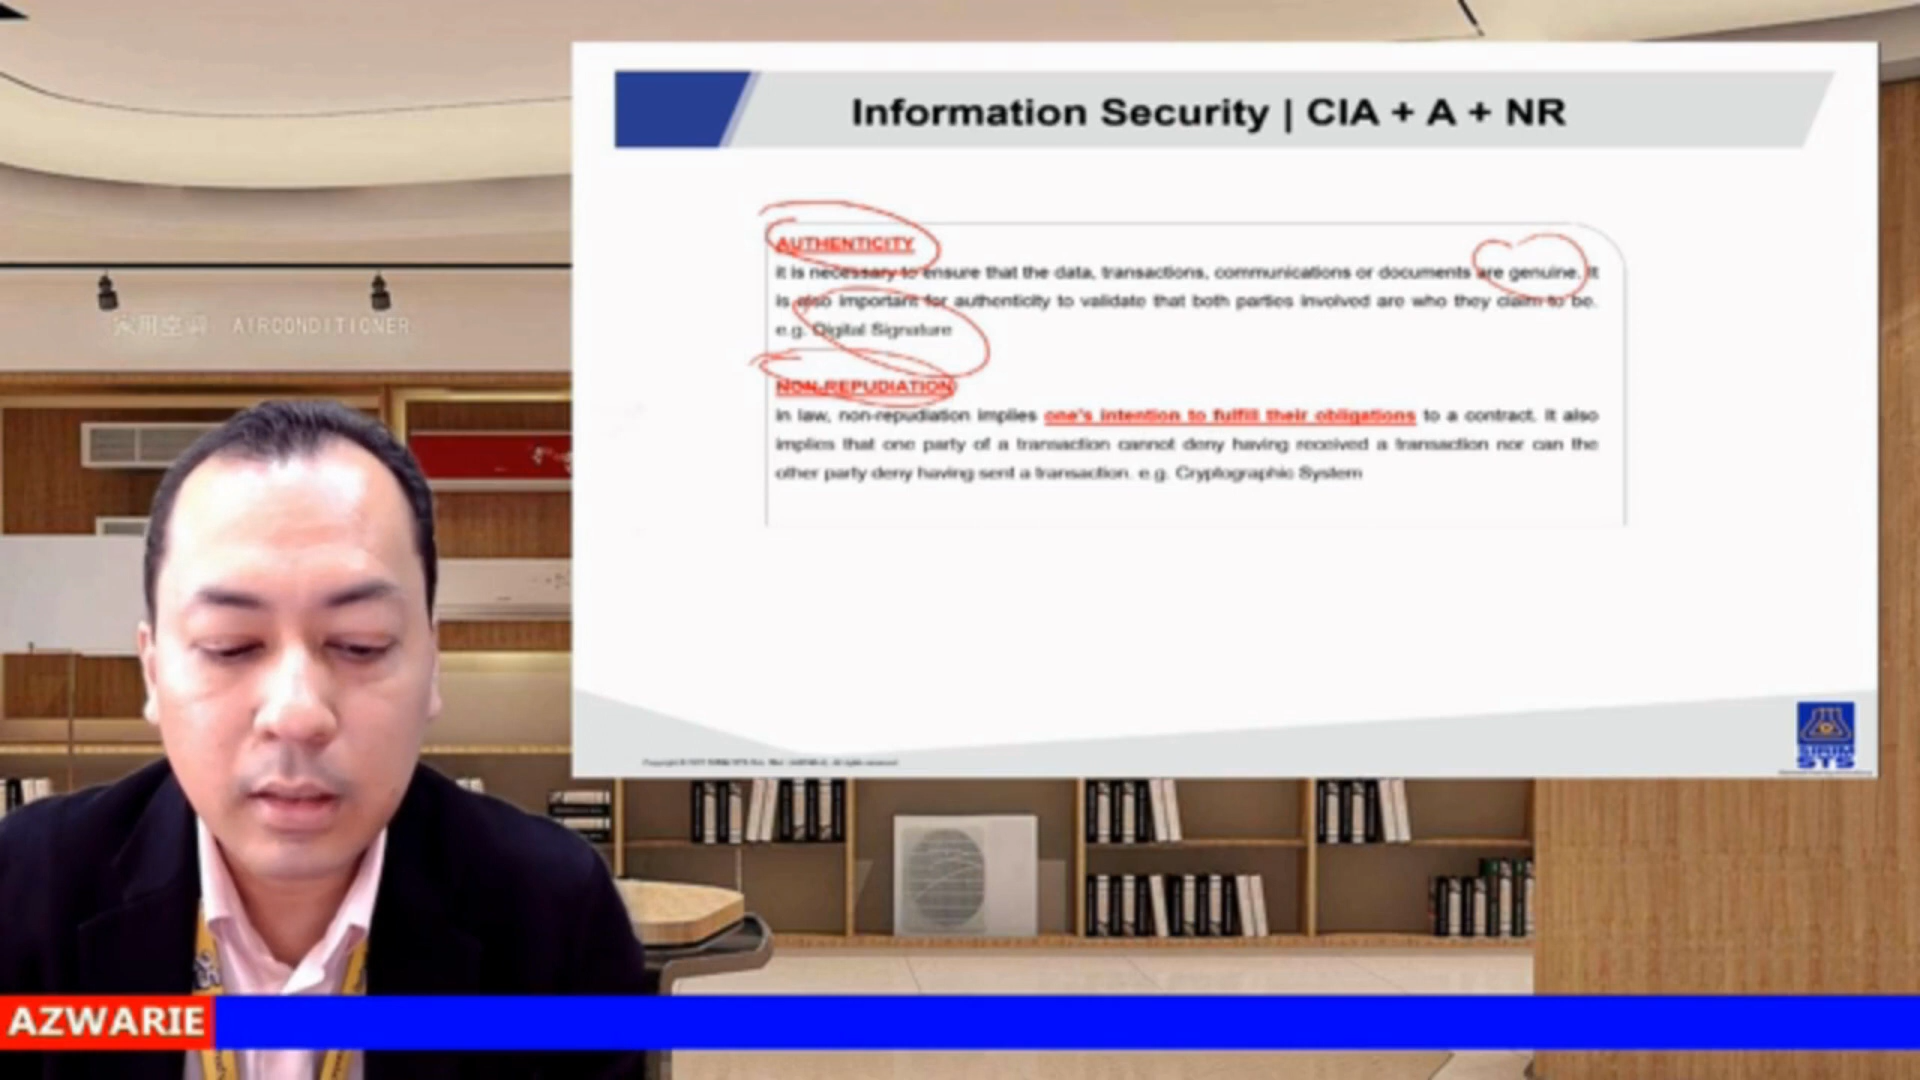 Information Security | CIA + A + NR
AUTHENTICITY
It is necessary to ensure that the data, transactions, communications or documents are genuine. It
is also important for authenticity to validate that both parties involved are who they claim to be.
e.g. Digital Signature
NON-REPUDIATION
In law, non-repudiation implies one's intention to fulfill their obligations to a contract. It also
implies that one party of a transaction cannot deny having received a transaction nor can the
other party deny having sent a transaction. e.g. Cryptographic System
家用空调 AIRCONDITIONER
SIRIM
STS
AZWARIE